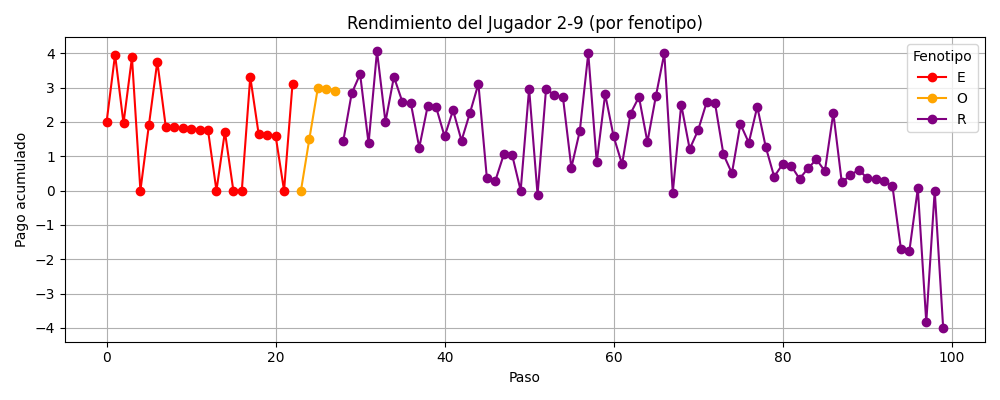 Rendimiento del Jugador 2-9 (por fenotipo)
Pago acumulado
4
3
2
1
0
−1
−2
−3
−4
Fenotipo
E
O
R
0
20
40
60
80
100
Paso